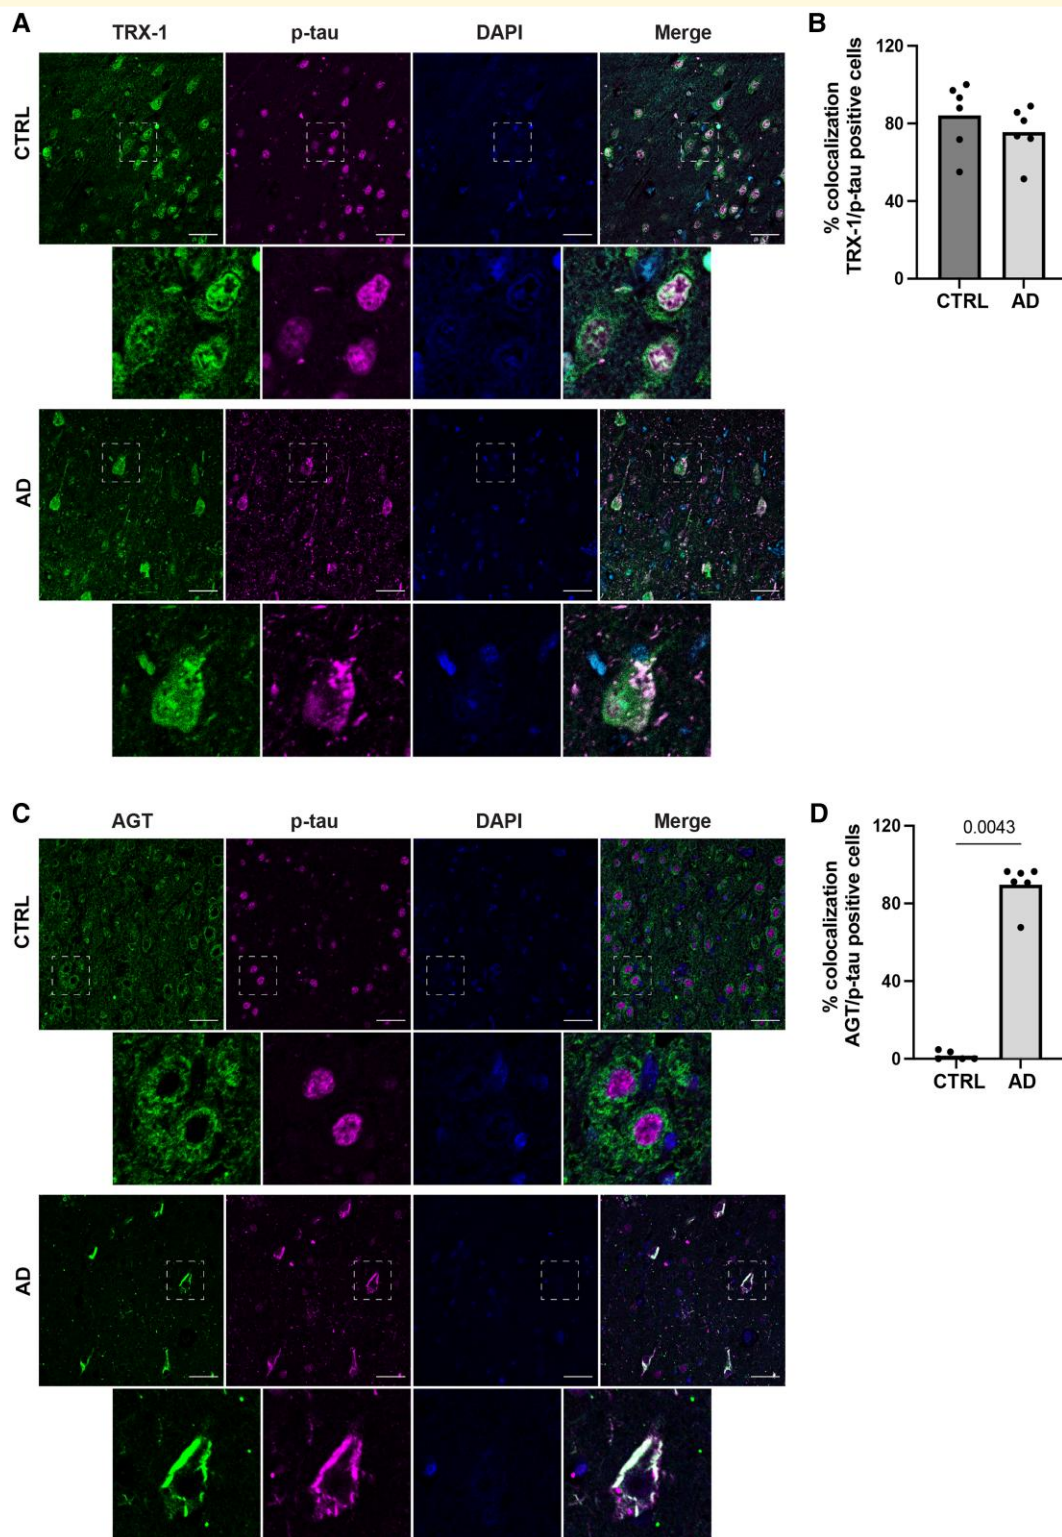 A
TRX-1
p-tau
DAPI
Merge
CTRL
AD
B
% colocalization
TRX-1/p-tau positive cells
120
80
40
0
CTRL
AD
C
AGT
p-tau
DAPI
Merge
CTRL
AD
D
% colocalization
AGT/p-tau positive cells
120
80
40
0
0.0043
CTRL
AD